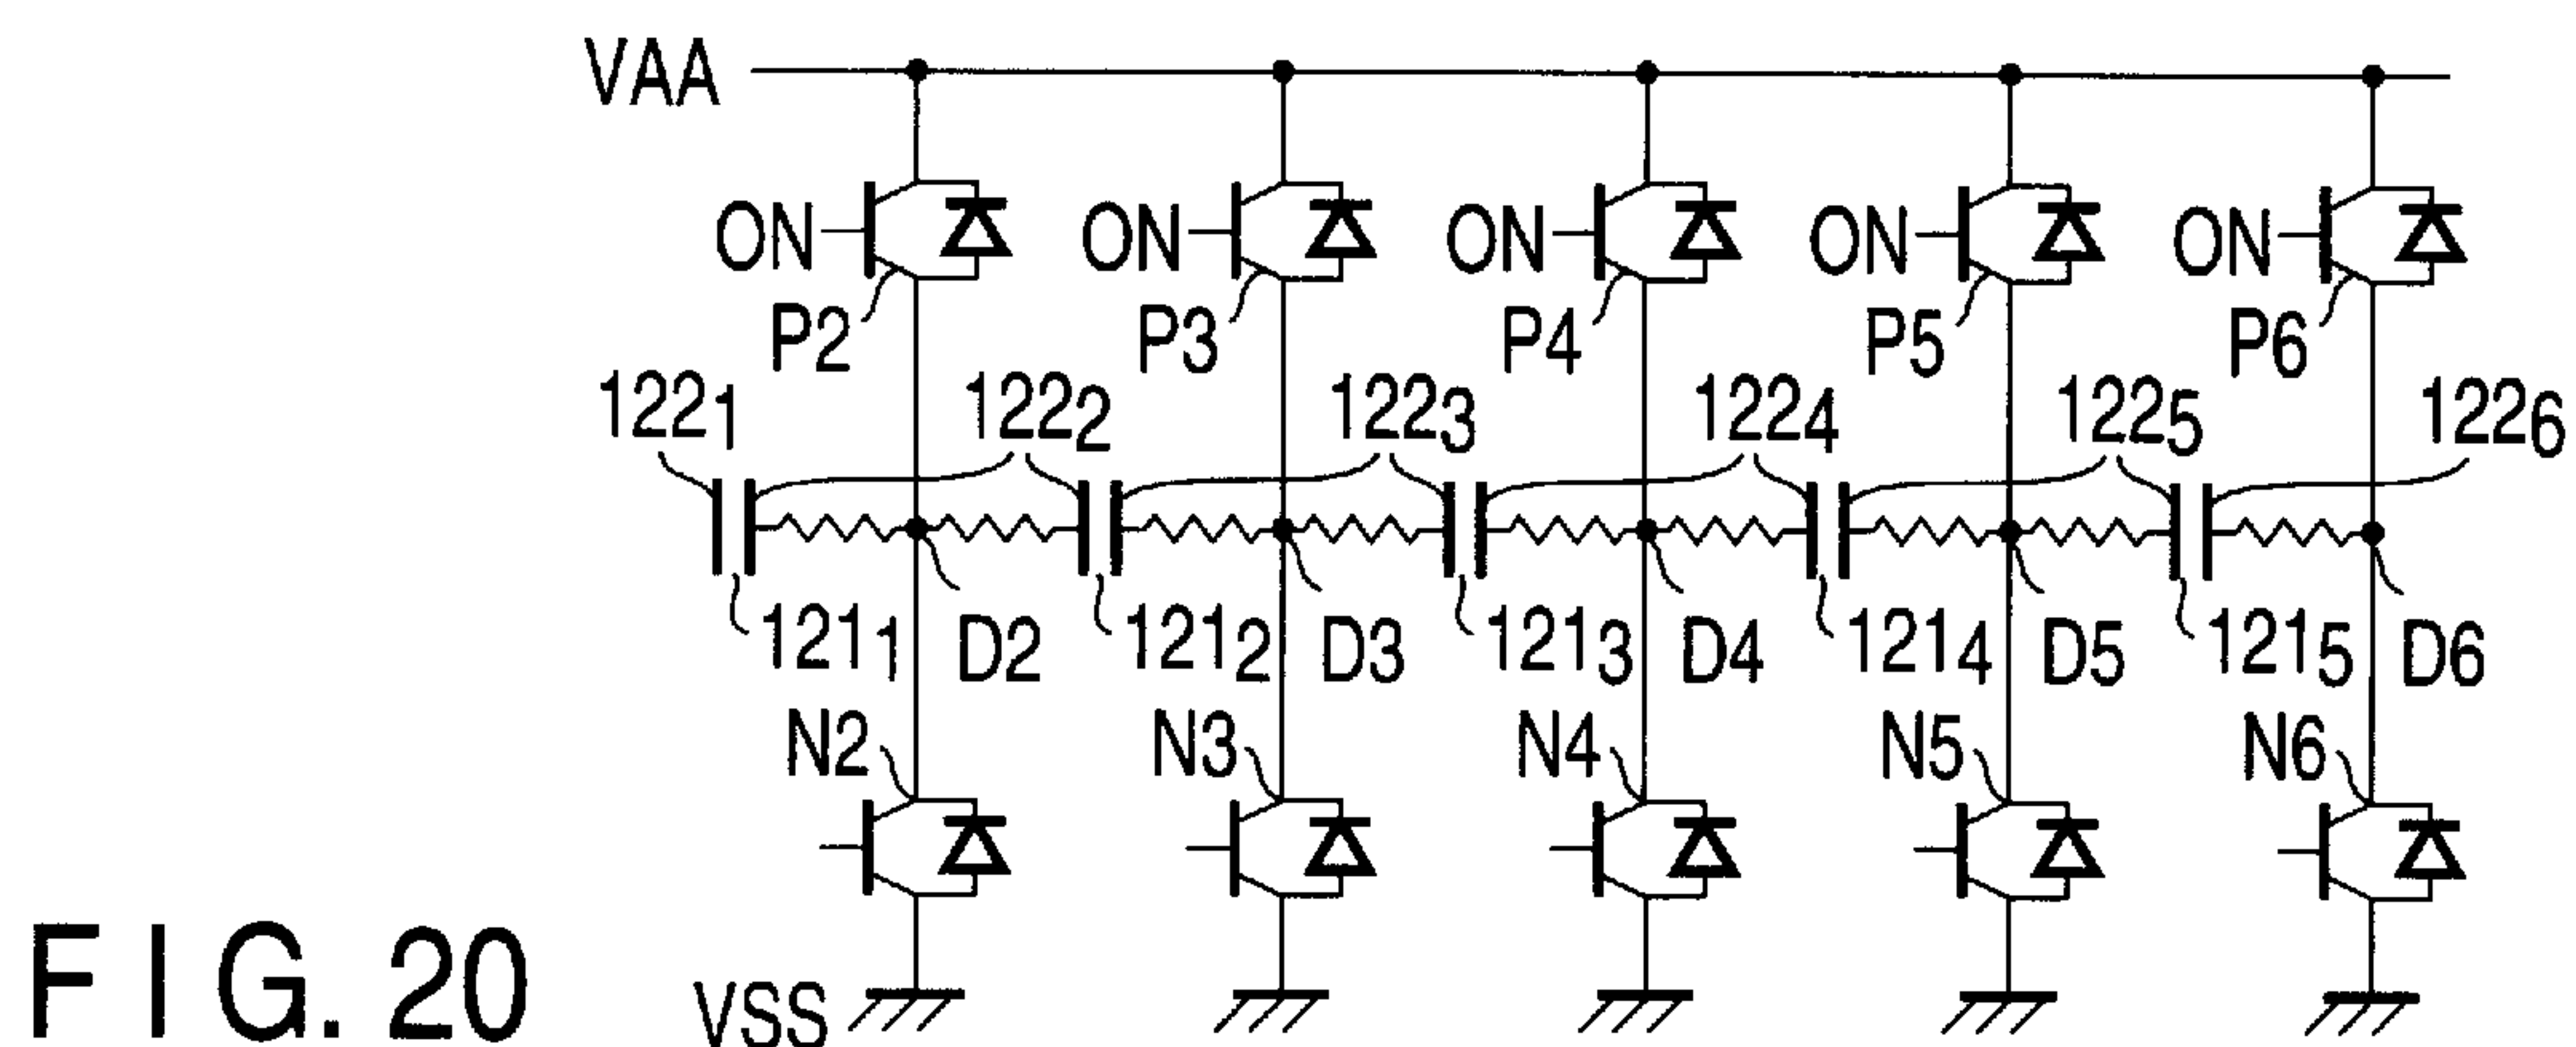 VAA
ON ON ON ON ON
P2 P3 P4 P5 P6
122₁ 122₂ 122₃ 122₄ 122₅ 122₆
121₁ D2 121₂ D3 121₃ D4 121₄ D5 121₅ D6
N2 N3 N4 N5 N6
VSS
FIG. 20